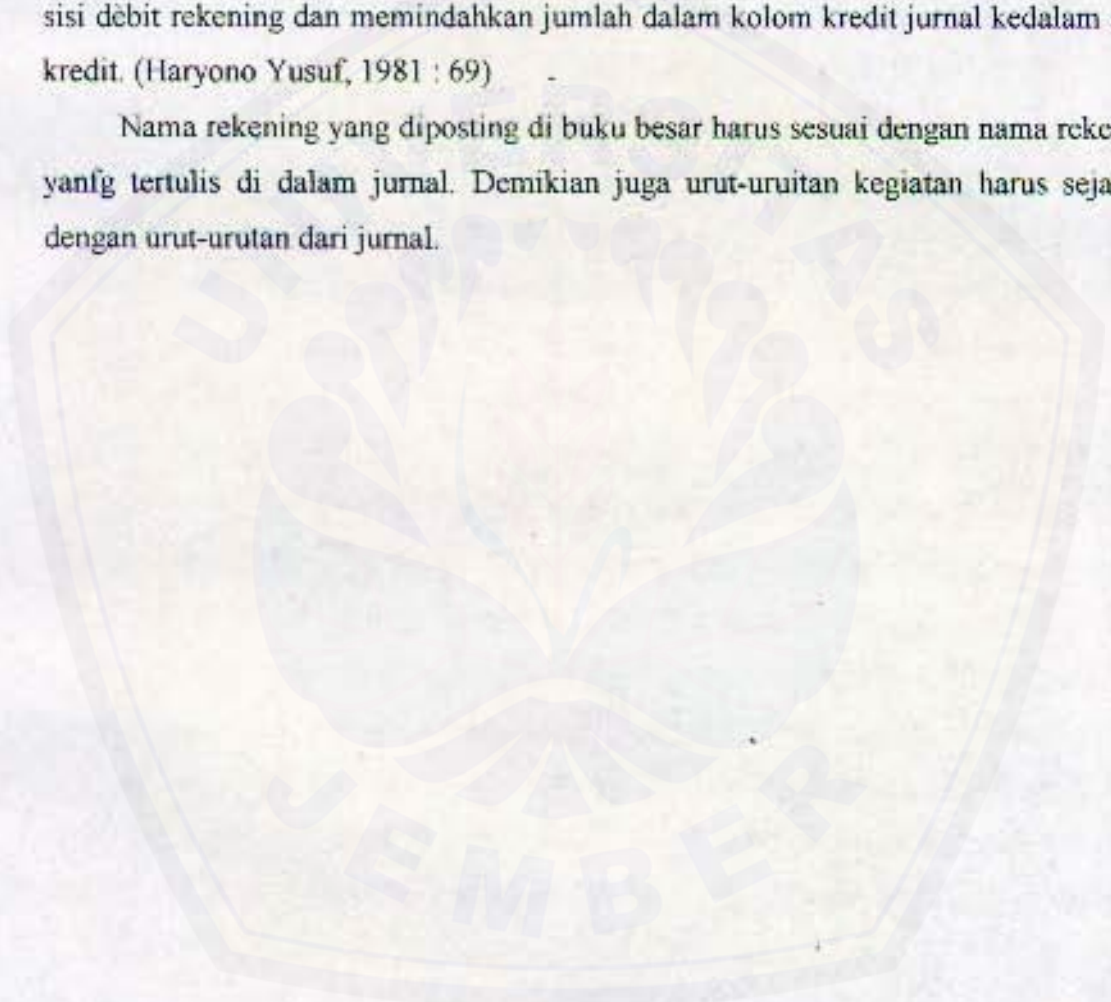 sisi debit rekening dan memindahkan jumlah dalam kolom kredit jurnal kedalam
kredit. (Haryono Yusuf, 1981 : 69)
Nama rekening yang diposting di buku besar harus sesuai dengan nama reke
yanfg tertulis di dalam jurnal. Demikian juga urut-uruitan kegiatan harus seja
dengan urut-urutan dari jurnal.
UNIVERSITAS
JEMBER